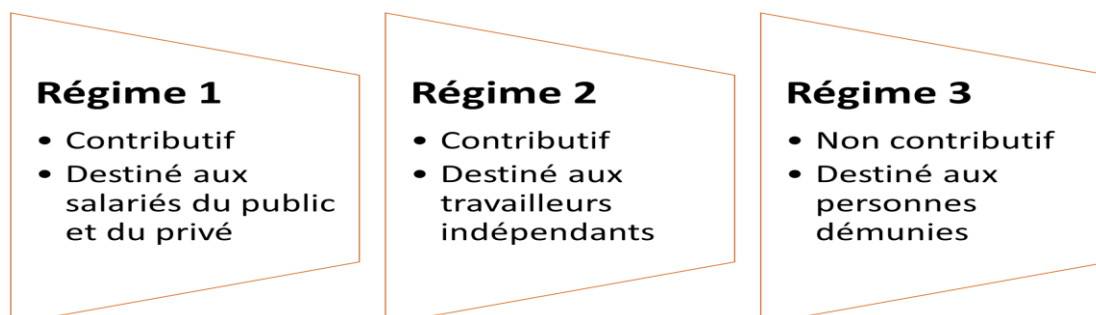 Régime 1
• Contributif
• Destiné aux
salariés du public
et du privé
Régime 2
• Contributif
• Destiné aux
travailleurs
indépendants
Régime 3
• Non contributif
• Destiné aux
personnes
démunies